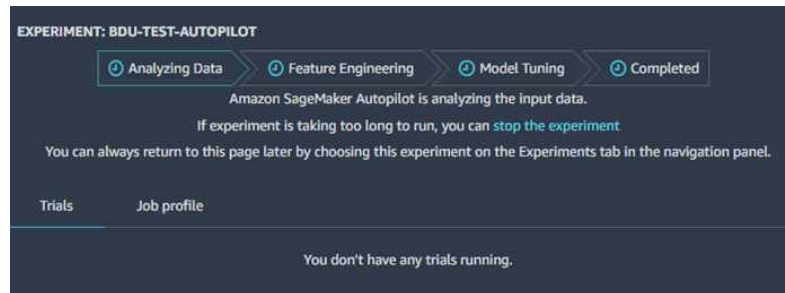 EXPERIMENT: BDU-TEST-AUTOPILOT
Analyzing Data Feature Engineering Model Tuning Completed
Amazon SageMaker Autopilot is analyzing the input data.
If experiment is taking too long to run, you can stop the experiment
You can always return to this page later by choosing this experiment on the Experiments tab in the navigation panel.
Trials Job profile
You don't have any trials running.